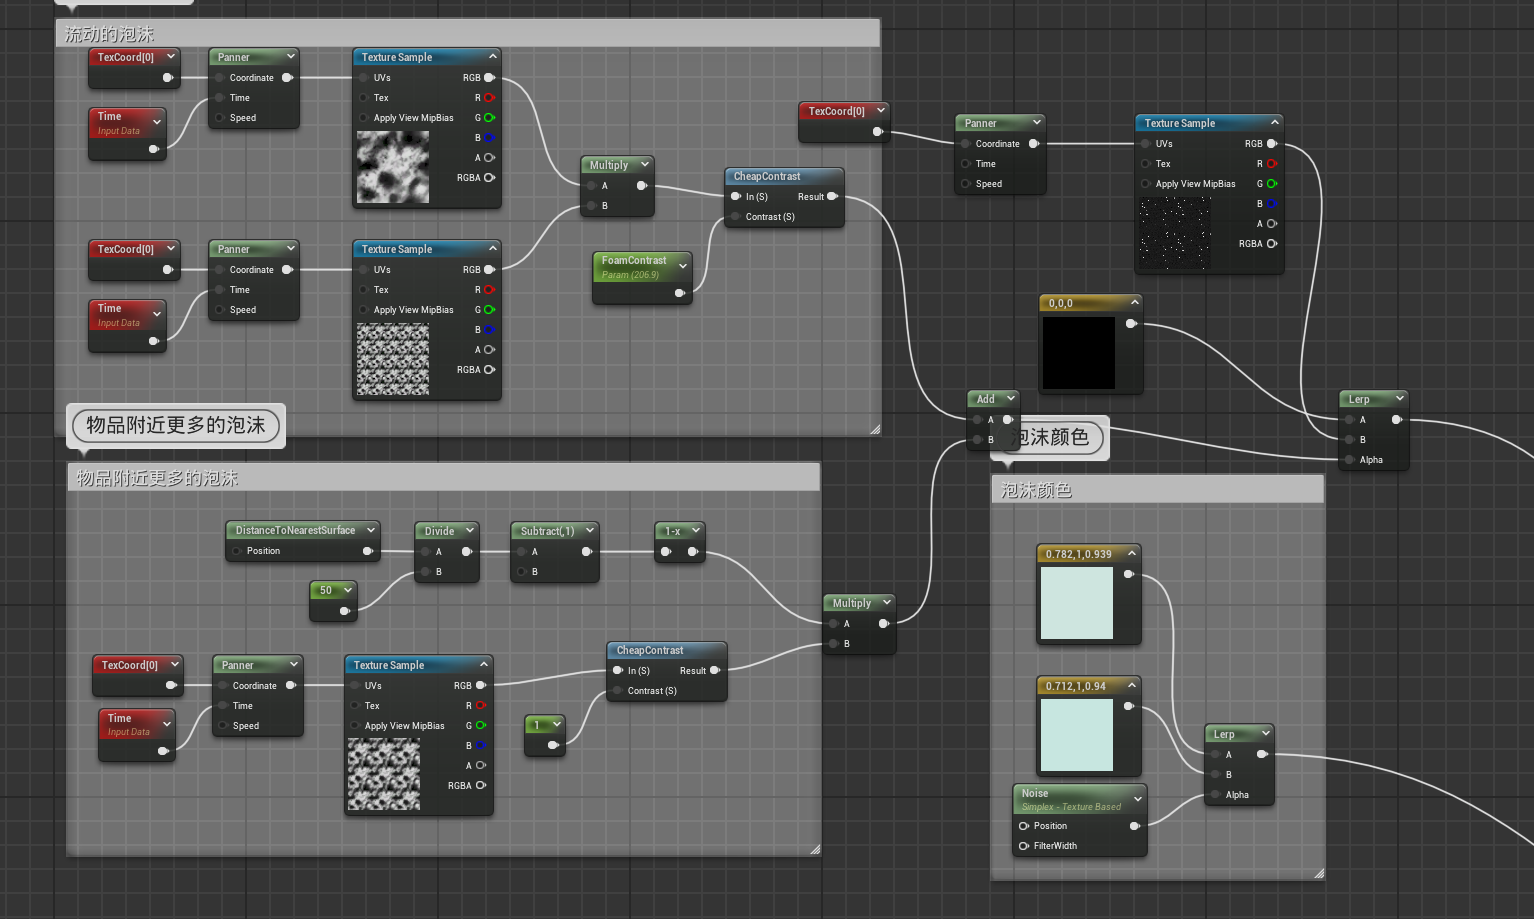 流动的泡沫
TexCoord[0]
Panner
Coordinate
Time
Speed
Time
Input Data
Texture Sample
UVs
RGB
Tex
R
Apply View MipBias
G
B
A
RGBA
Multiply
A
B
CheapContrast
In (S)
Result
Contrast (S)
FoamContrast
Param (206.9)
TexCoord[0]
Panner
Coordinate
Time
Speed
Time
Input Data
Texture Sample
UVs
RGB
Tex
R
Apply View MipBias
G
B
A
RGBA
TexCoord[0]
Panner
Coordinate
Time
Speed
Texture Sample
UVs
RGB
Tex
R
Apply View MipBias
G
B
A
RGBA
0,0,0
Add
A
B
Lerp
A
B
Alpha
物品附近更多的泡沫
物品附近更多的泡沫
DistanceToNearestSurface
Position
Divide
A
B
50
Subtract(,1)
A
B
1-x
Multiply
A
B
TexCoord[0]
Panner
Coordinate
Time
Speed
Time
Input Data
Texture Sample
UVs
RGB
Tex
R
Apply View MipBias
G
B
A
RGBA
CheapContrast
In (S)
Result
Contrast (S)
1
泡沫颜色
泡沫颜色
0.782,1,0.939
0.712,1,0.94
Noise
Simplex - Texture Based
Position
FilterWidth
Lerp
A
B
Alpha